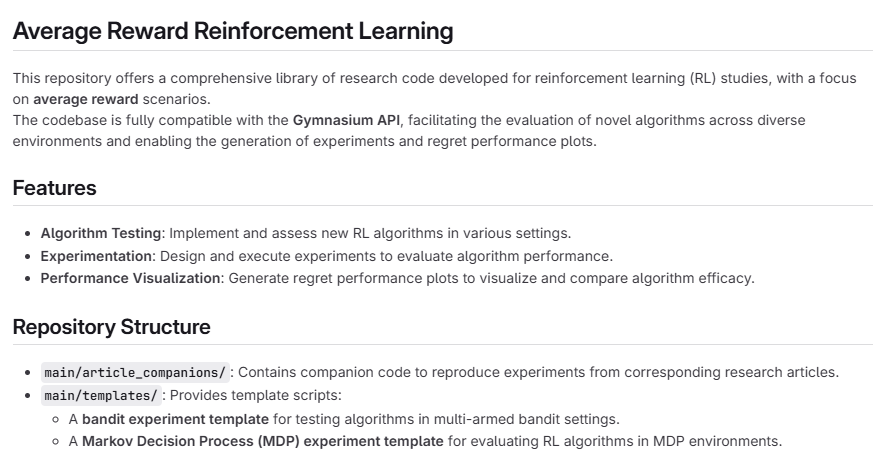 Average Reward Reinforcement Learning
This repository offers a comprehensive library of research code developed for reinforcement learning (RL) studies, with a focus
on average reward scenarios.
The codebase is fully compatible with the Gymnasium API, facilitating the evaluation of novel algorithms across diverse
environments and enabling the generation of experiments and regret performance plots.
Features
• Algorithm Testing: Implement and assess new RL algorithms in various settings.
• Experimentation: Design and execute experiments to evaluate algorithm performance.
• Performance Visualization: Generate regret performance plots to visualize and compare algorithm efficacy.
Repository Structure
• main/article_companions/ : Contains companion code to reproduce experiments from corresponding research articles.
• main/templates/ : Provides template scripts:
◦ A bandit experiment template for testing algorithms in multi-armed bandit settings.
◦ A Markov Decision Process (MDP) experiment template for evaluating RL algorithms in MDP environments.